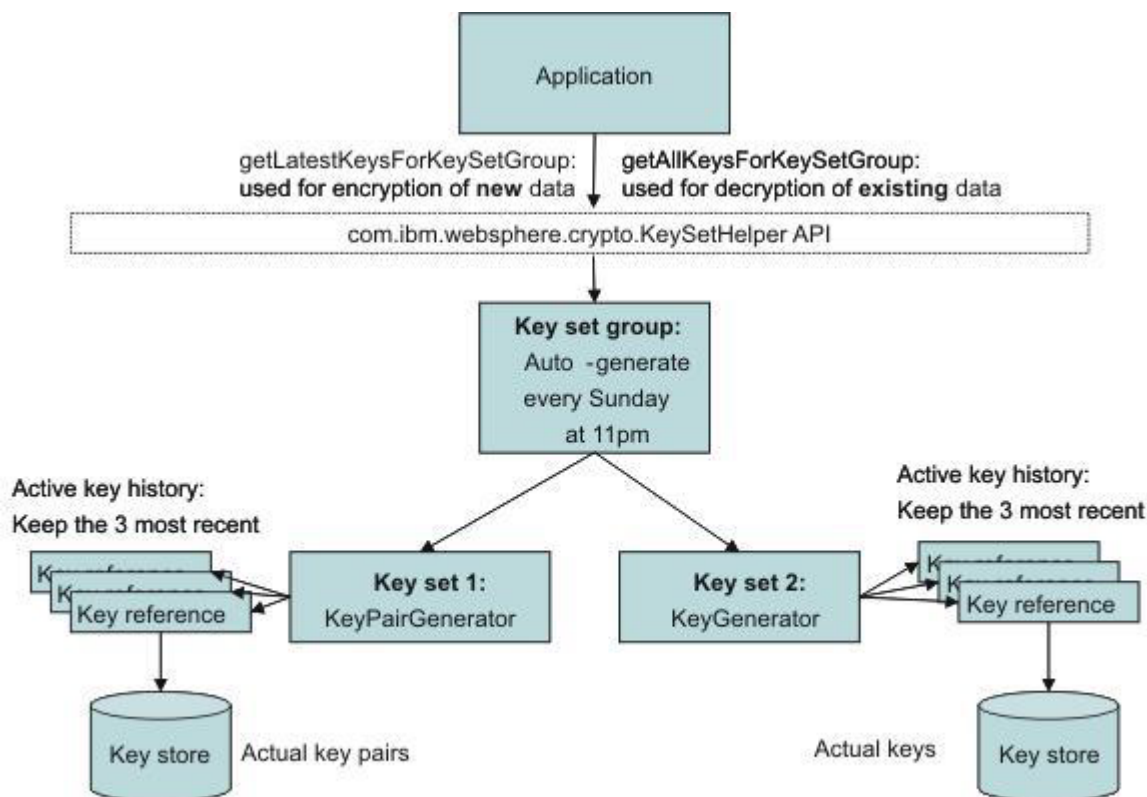 Application
getLatestKeysForKeySetGroup:
used for encryption of new data
getAllKeysForKeySetGroup:
used for decryption of existing data
com.ibm.websphere.crypto.KeySetHelper API
Key set group:
Auto -generate
every Sunday
at 11pm
Active key history:
Keep the 3 most recent
Active key history:
Keep the 3 most recent
Key reference
Key set 1:
KeyPairGenerator
Key set 2:
KeyGenerator
Key reference
Key store
Actual key pairs
Actual keys
Key store